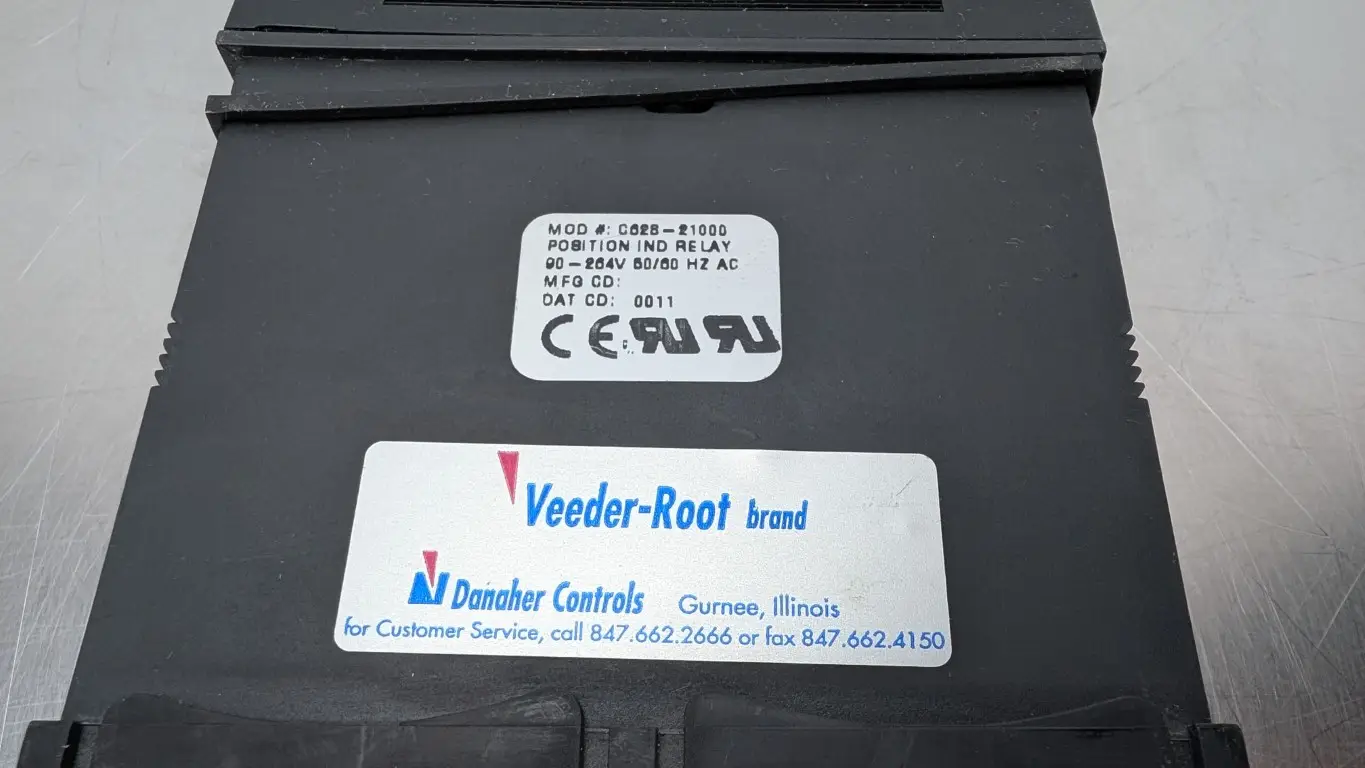 MOD #: C628-21000
POSITION IND RELAY
90-264V 50/60 HZ AC
MFG CD:
DAT CD: 0011
CE
Veeder-Root brand
Danaher Controls Gurnee, Illinois
for Customer Service, call 847.662.2666 or fax 847.662.4150